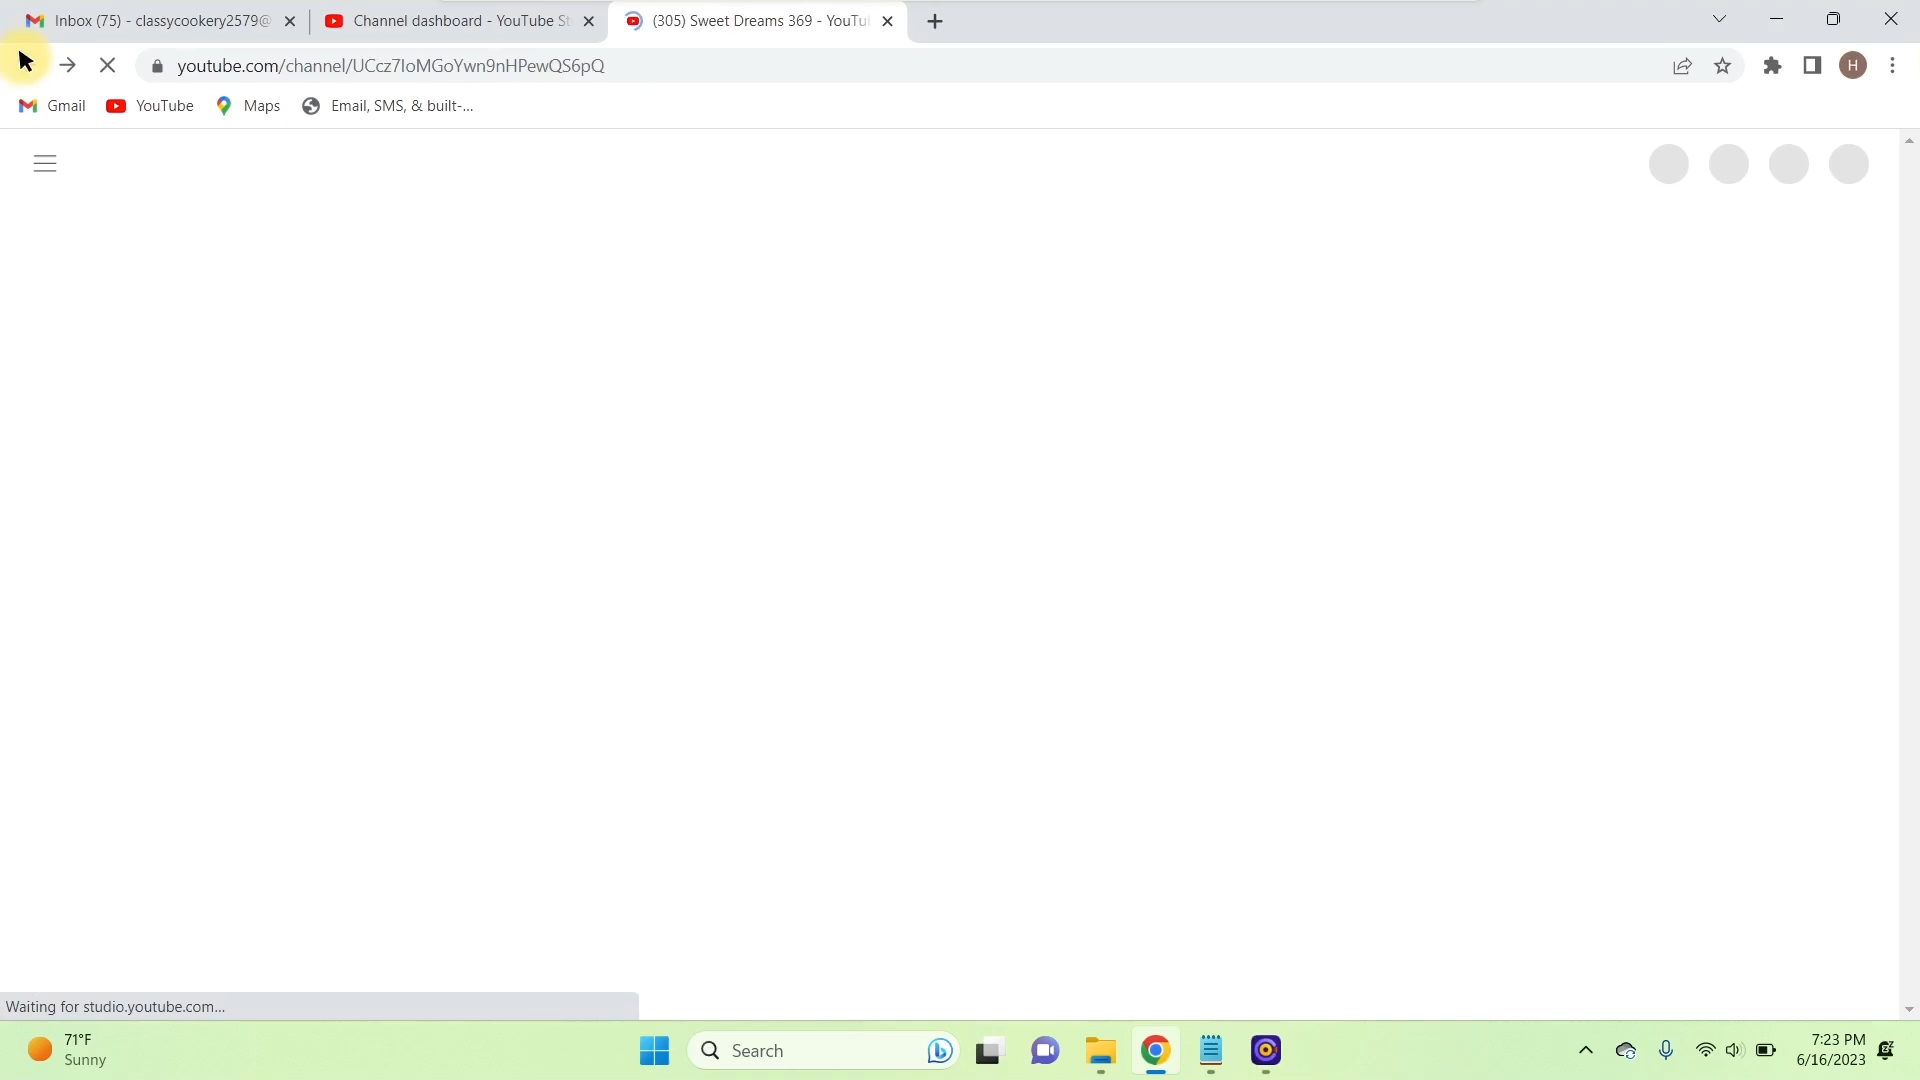 Inbox (75) - classycookery2579@
Channel dashboard - YouTube St
(305) Sweet Dreams 369 - YouTu
youtube.com/channel/UCcz7IoMGoYwn9nHPewQS6pQ
H
Gmail
YouTube
Maps
Email, SMS, & built-...
Waiting for studio.youtube.com...
71°F
Sunny
Search
7:23 PM
6/16/2023